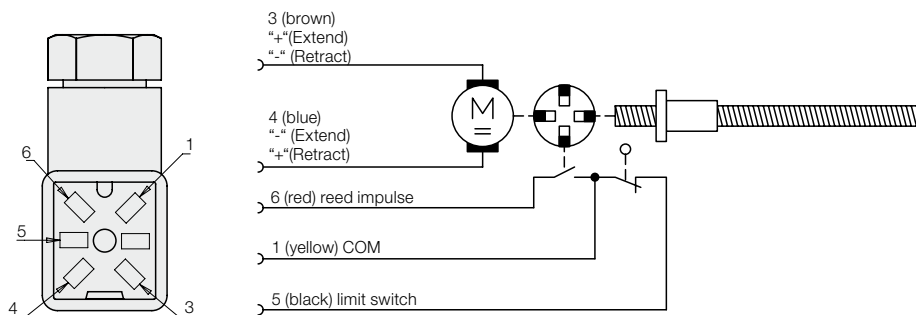 6
1
5
4
3
3 (brown)
"+"(Extend)
"-" (Retract)
4 (blue)
"-" (Extend)
"+"(Retract)
6 (red) reed impulse
1 (yellow) COM
5 (black) limit switch
M
=